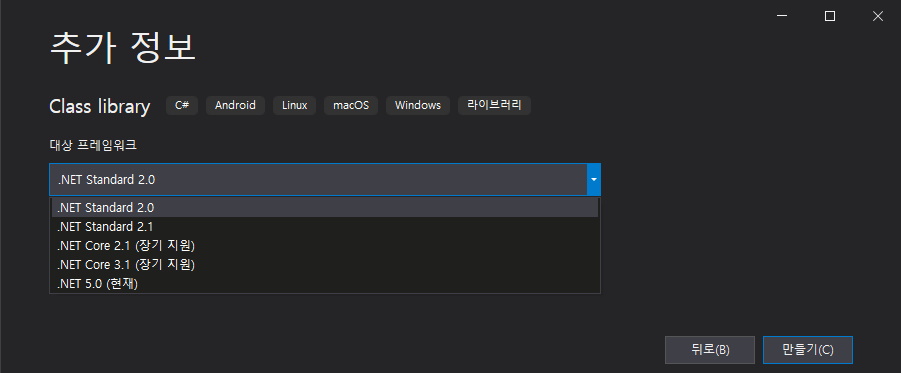 추가 정보
Class library C# Android Linux macOS Windows 라이브러리
대상 프레임워크
.NET Standard 2.0
.NET Standard 2.0
.NET Standard 2.1
.NET Core 2.1 (장기 지원)
.NET Core 3.1 (장기 지원)
.NET 5.0 (현재)
뒤로(B) 만들기(C)